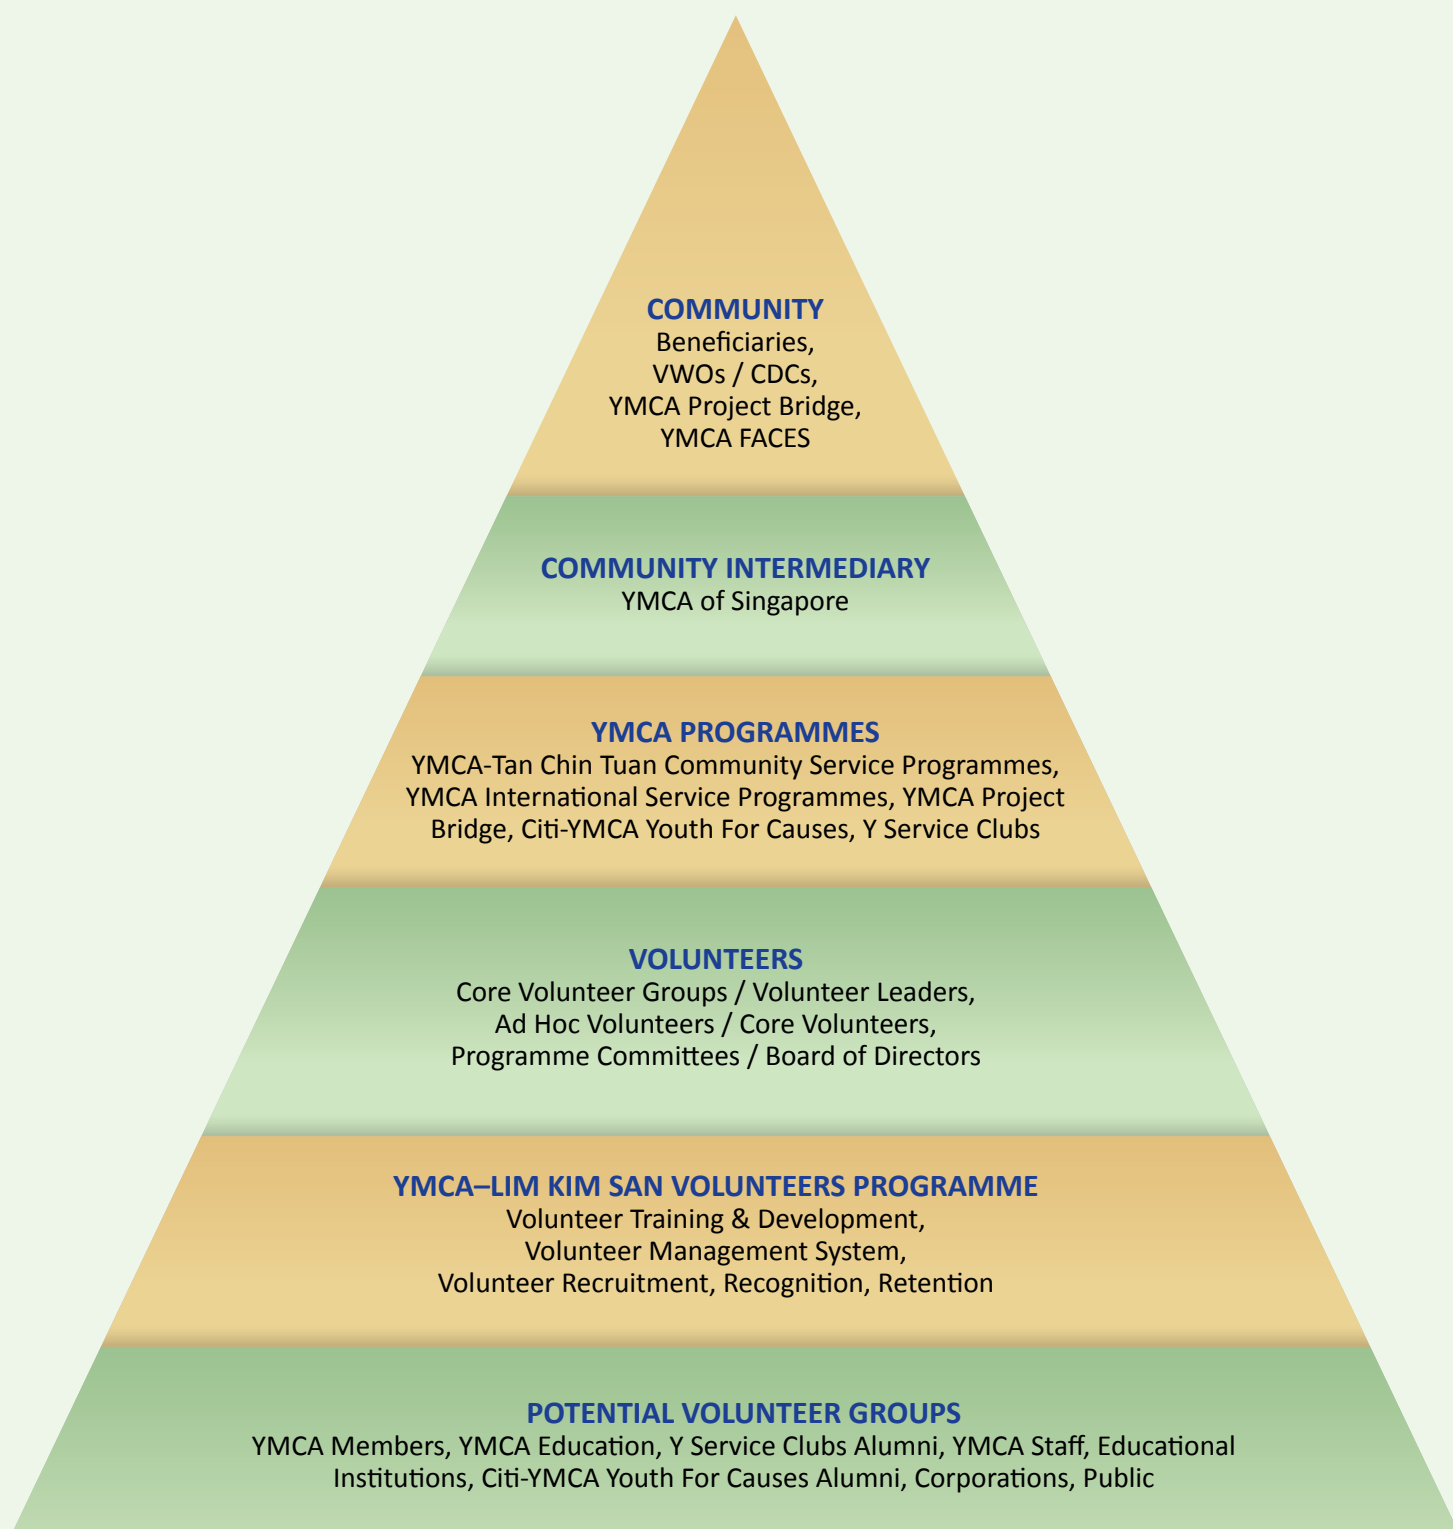 COMMUNITY
Beneficiaries,
VWOs / CDCs,
YMCA Project Bridge,
YMCA FACES
COMMUNITY INTERMEDIARY
YMCA of Singapore
YMCA PROGRAMMES
YMCA-Tan Chin Tuan Community Service Programmes,
YMCA International Service Programmes, YMCA Project
Bridge, Citi-YMCA Youth For Causes, Y Service Clubs
VOLUNTEERS
Core Volunteer Groups / Volunteer Leaders,
Ad Hoc Volunteers / Core Volunteers,
Programme Committees / Board of Directors
YMCA–LIM KIM SAN VOLUNTEERS PROGRAMME
Volunteer Training & Development,
Volunteer Management System,
Volunteer Recruitment, Recognition, Retention
POTENTIAL VOLUNTEER GROUPS
YMCA Members, YMCA Education, Y Service Clubs Alumni, YMCA Staff, Educational
Institutions, Citi-YMCA Youth For Causes Alumni, Corporations, Public